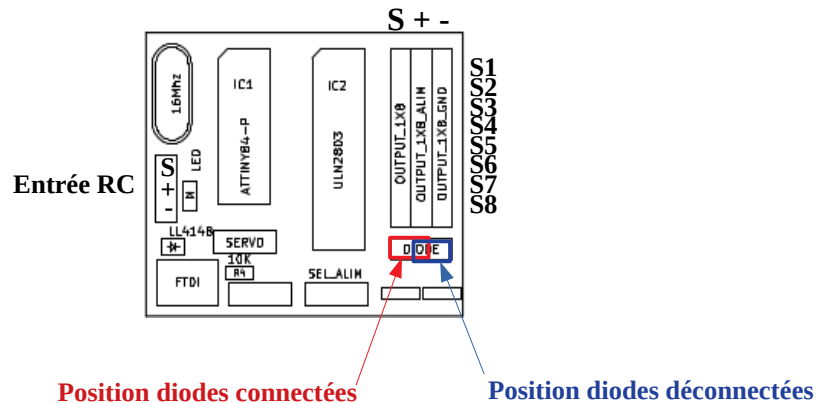 S + -
16Mhz
IC1
ATTINY84-P
IC2
ULN2803
OUTPUT_1X8
OUTPUT_1X8_ALIM
OUTPUT_1X8_GND
S1
S2
S3
S4
S5
S6
S7
S8
Entrée RC
S
+
-
LED
LL4148
SERVO
10K
R4
FTDI
SEL_ALIM
DIODE
Position diodes connectées
Position diodes déconnectées